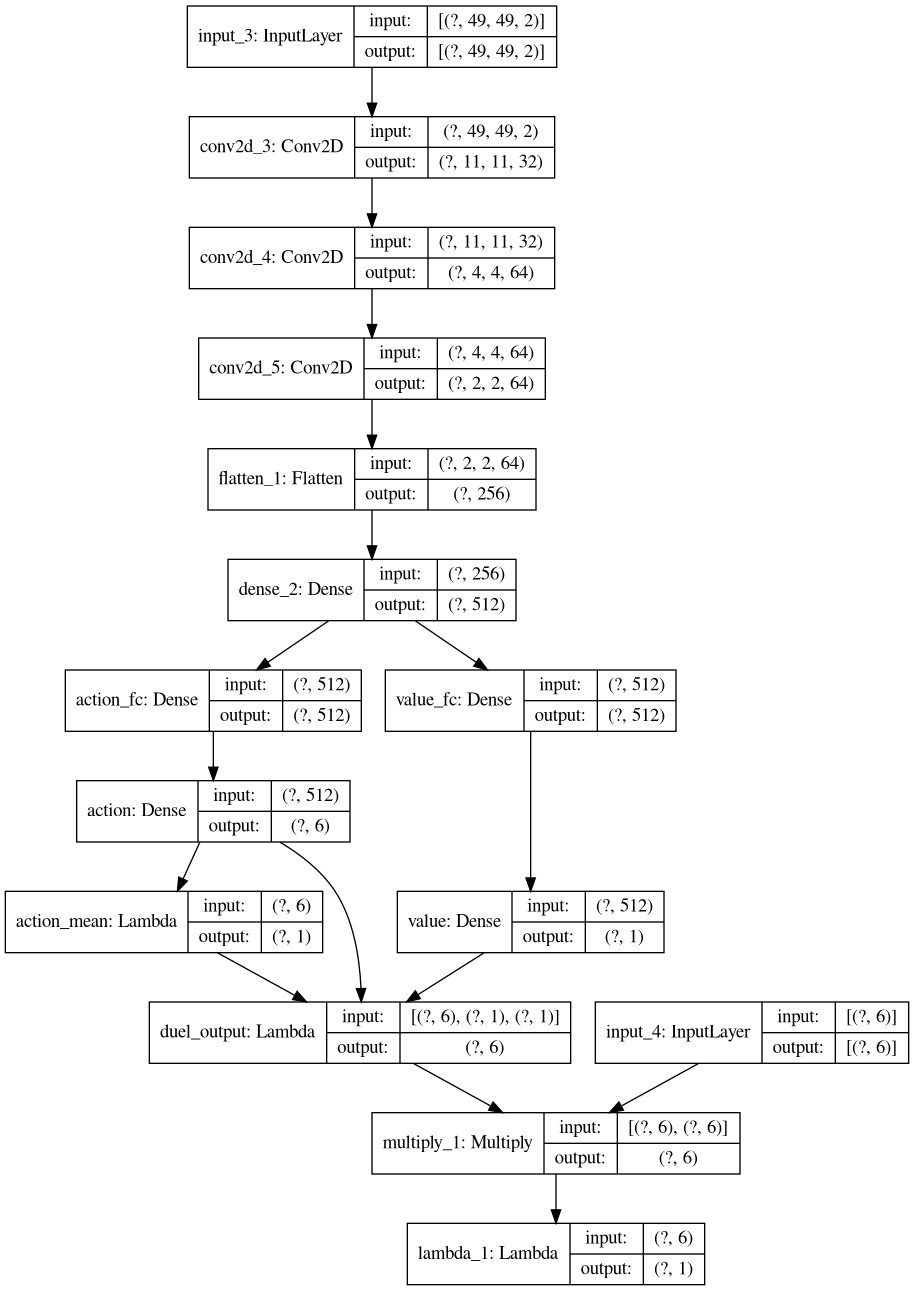 input_3: InputLayer
input: [(?, 49, 49, 2)]
output: [(?, 49, 49, 2)]
conv2d_3: Conv2D
input: (?, 49, 49, 2)
output: (?, 11, 11, 32)
conv2d_4: Conv2D
input: (?, 11, 11, 32)
output: (?, 4, 4, 64)
conv2d_5: Conv2D
input: (?, 4, 4, 64)
output: (?, 2, 2, 64)
flatten_1: Flatten
input: (?, 2, 2, 64)
output: (?, 256)
dense_2: Dense
input: (?, 256)
output: (?, 512)
action_fc: Dense
input: (?, 512)
output: (?, 512)
value_fc: Dense
input: (?, 512)
output: (?, 512)
action: Dense
input: (?, 512)
output: (?, 6)
action_mean: Lambda
input: (?, 6)
output: (?, 1)
value: Dense
input: (?, 512)
output: (?, 1)
duel_output: Lambda
input: [(?, 6), (?, 1), (?, 1)]
output: (?, 6)
input_4: InputLayer
input: [(?, 6)]
output: [(?, 6)]
multiply_1: Multiply
input: [(?, 6), (?, 6)]
output: (?, 6)
lambda_1: Lambda
input: (?, 6)
output: (?, 1)